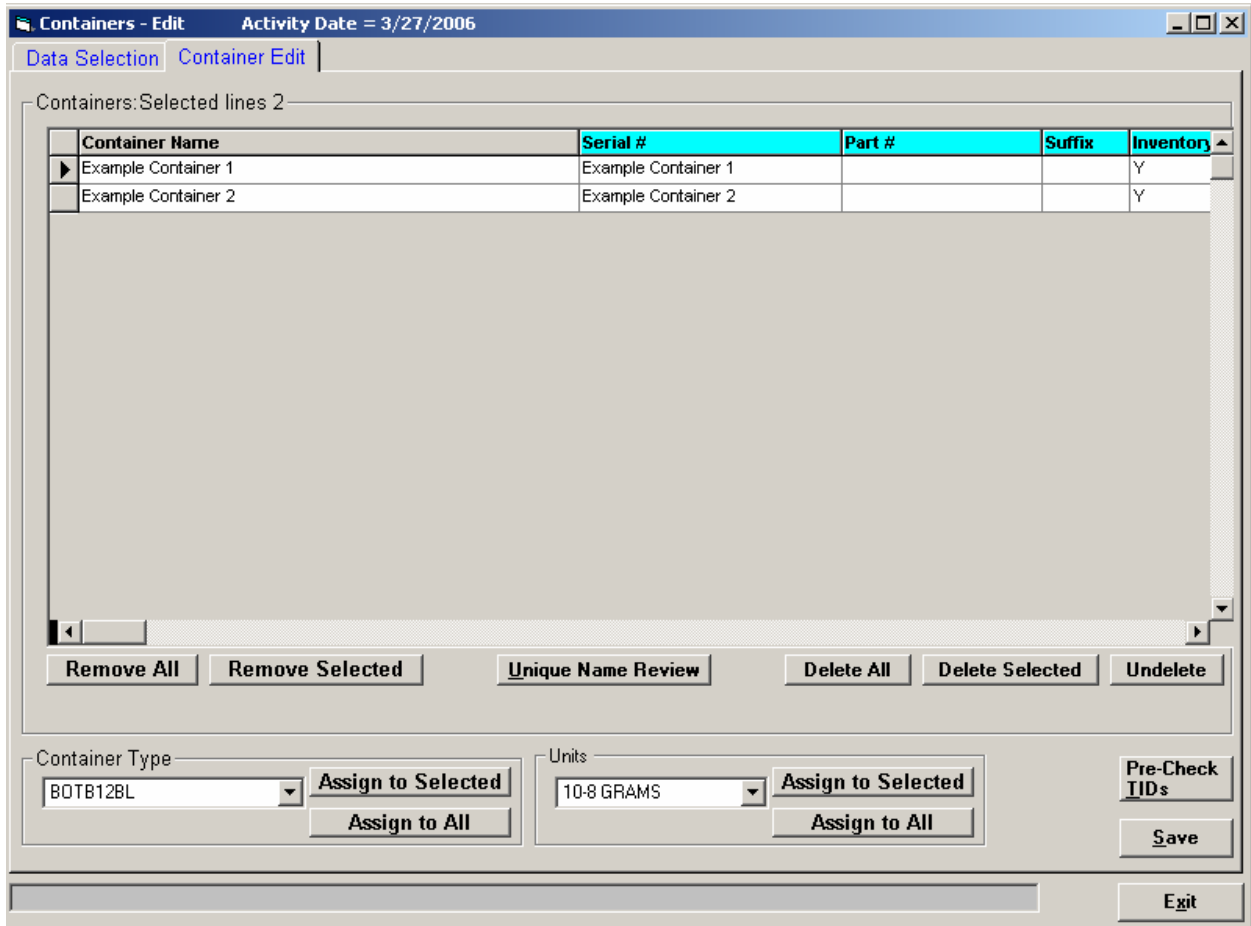 Containers - Edit Activity Date = 3/27/2006
Data Selection Container Edit
Containers:Selected lines 2
Container Name Serial # Part # Suffix Inventory
Example Container 1 Example Container 1 Y
Example Container 2 Example Container 2 Y
Remove All Remove Selected Unique Name Review Delete All Delete Selected Undelete
Container Type Units
BOTB12BL Assign to Selected 10-8 GRAMS Assign to Selected Pre-Check
TIDs
Assign to All Assign to All Save
Exit